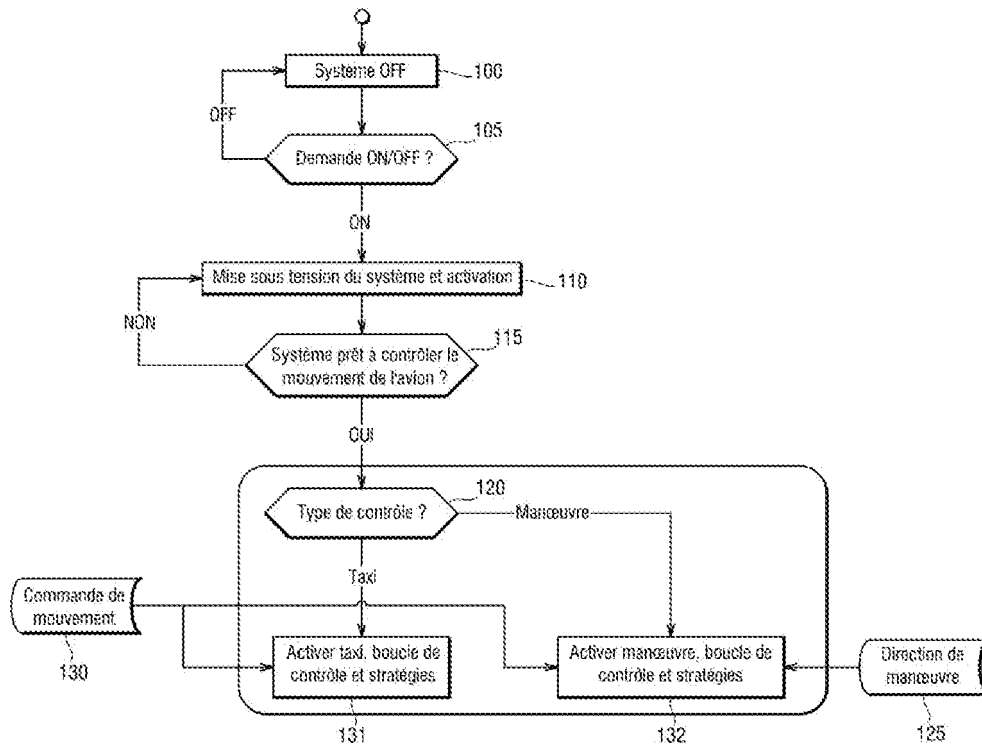 Système OFF
100
OFF
105
Demande ON/OFF ?
ON
Mise sous tension du système et activation
110
NON
115
Système prêt à contrôler le
mouvement de l'avion ?
OUI
120
Type de contrôle ?
Manœuvre
Taxi
Commande de
mouvement
130
Activer taxi, boucle de
contrôle et stratégies
Activer manœuvre, boucle de
contrôle et stratégies
Direction de
manœuvre
131
132
125